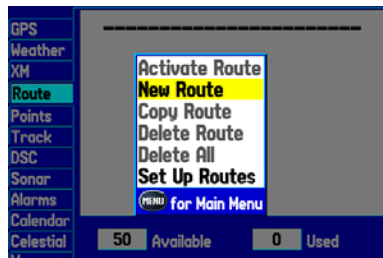 GPS
Weather
XM
Route
Points
Track
DSC
Sonar
Alarms
Calendar
Celestial
Activate Route
New Route
Copy Route
Delete Route
Delete All
Set Up Routes
MENU for Main Menu
50 Available 0 Used